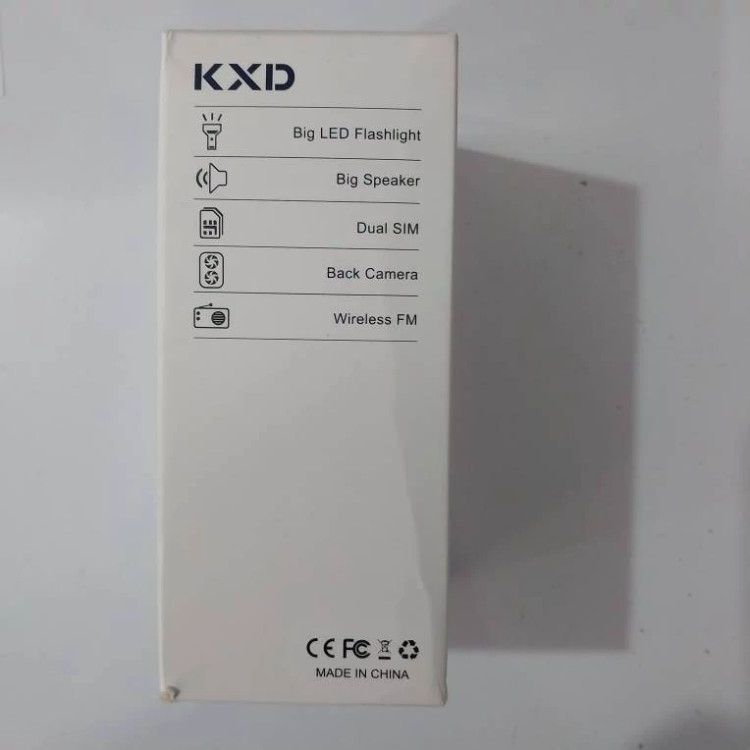 KXD
Big LED Flashlight
Big Speaker
Dual SIM
Back Camera
Wireless FM
CE FC
MADE IN CHINA